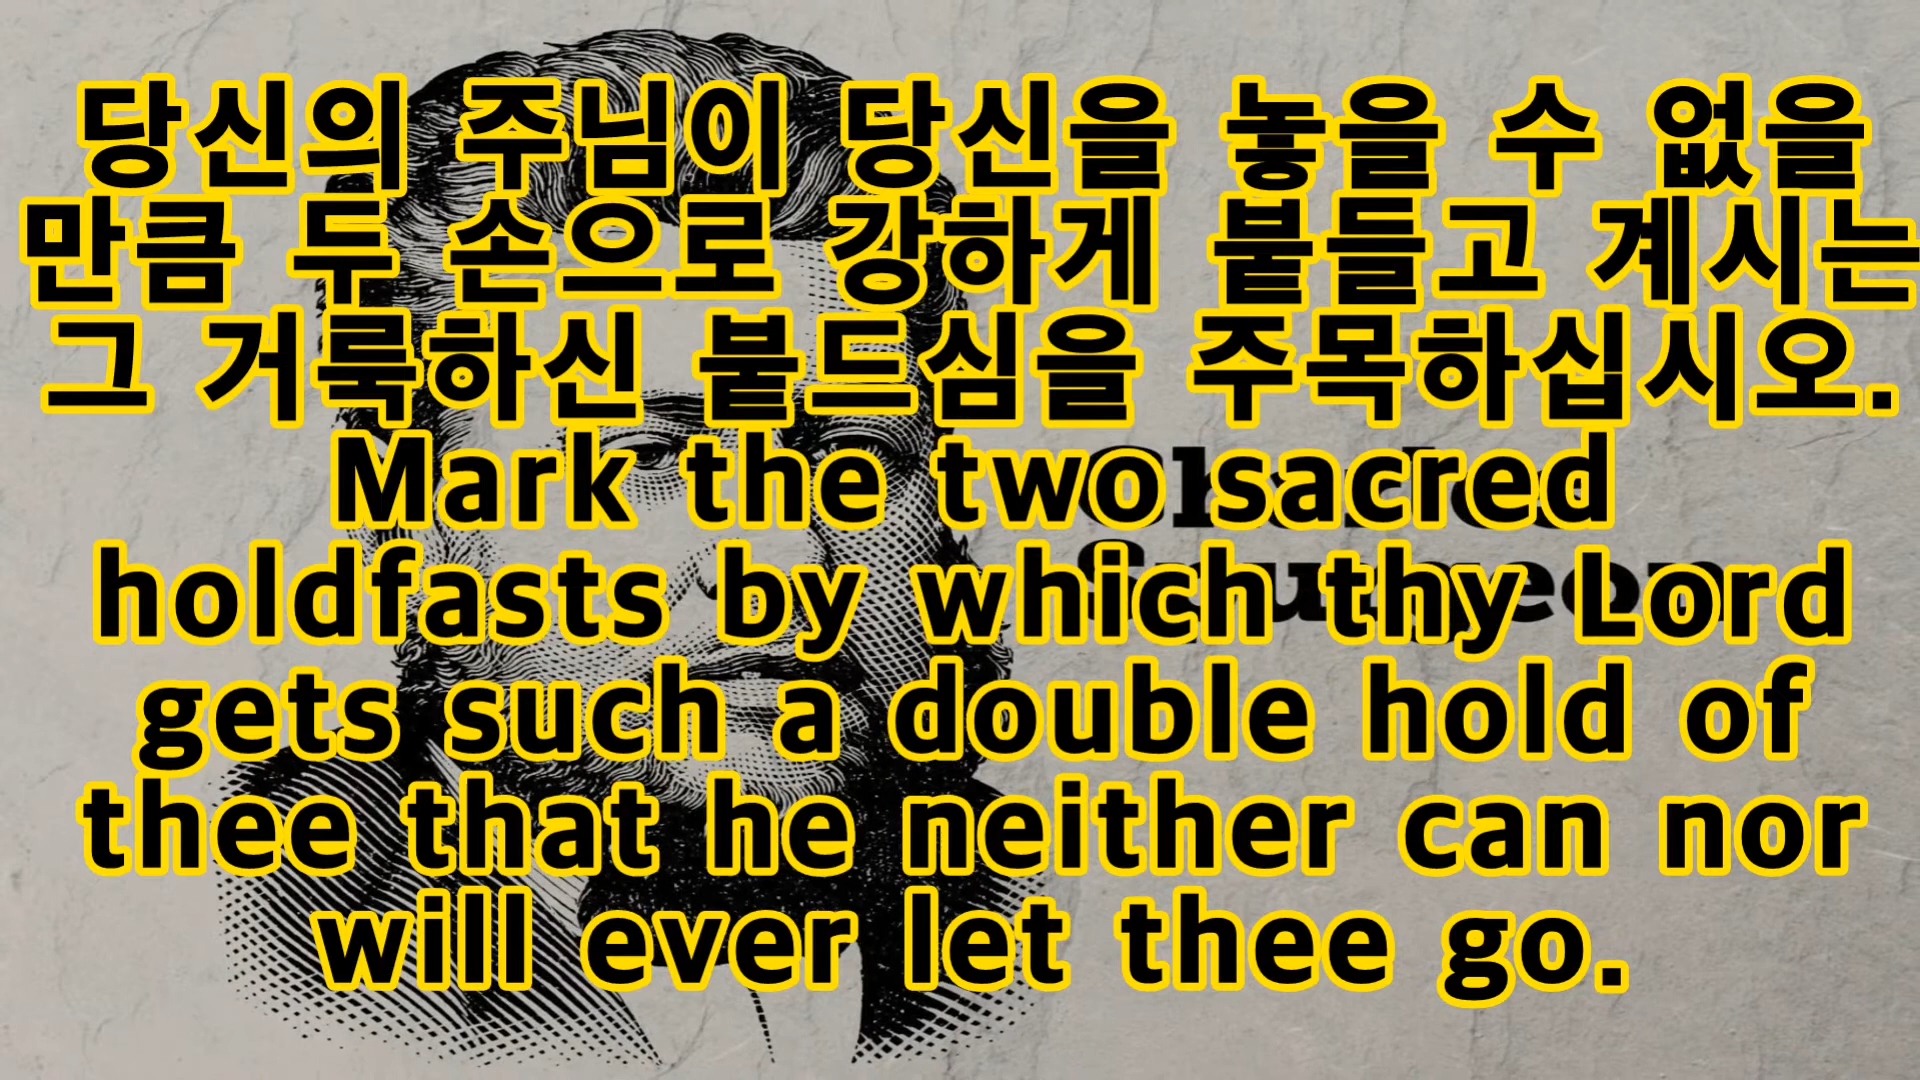 당신의 주님이 당신을 놓을 수 없을
만큼 두 손으로 강하게 붙들고 계시는
그 거룩하신 붙드심을 주목하십시오.
Mark the two sacred
holdfasts by which thy Lord
gets such a double hold of
thee that he neither can nor
will ever let thee go.
Charles
Spurgeon